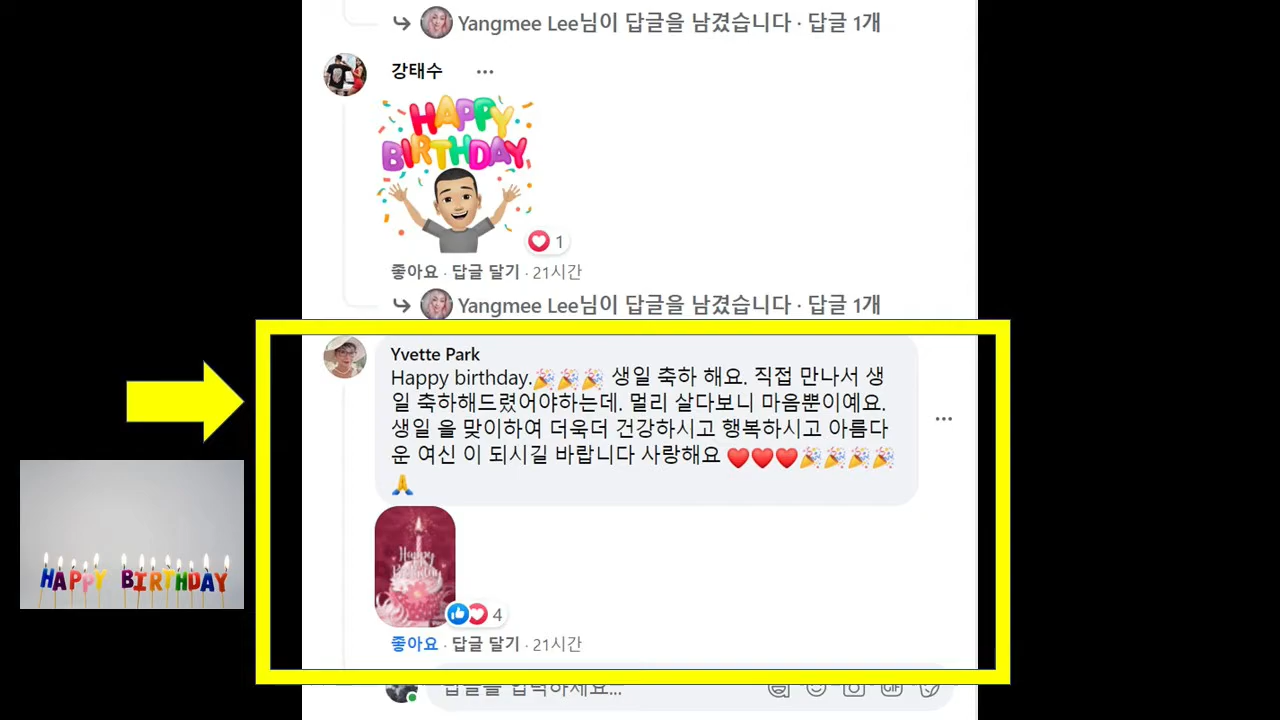 Yangmee Lee님이 답글을 남겼습니다 · 답글 1개
강태수
HAPPY
BIRTHDAY
1
좋아요 · 답글 달기 · 21시간
Yangmee Lee님이 답글을 남겼습니다 · 답글 1개
Yvette Park
Happy birthday.🎉🎉🎉 생일 축하 해요. 직접 만나서 생
일 축하해드렸어야하는데. 멀리 살다보니 마음뿐이예요.
생일 을 맞이하여 더욱더 건강하시고 행복하시고 아름다
운 여신 이 되시길 바랍니다 사랑해요 ❤️❤️❤️🎉🎉🎉🎉
🙏
HAPPY BIRTHDAY
Happy
Birthday
4
좋아요 · 답글 달기 · 21시간
답글을 입력하세요...
GIF